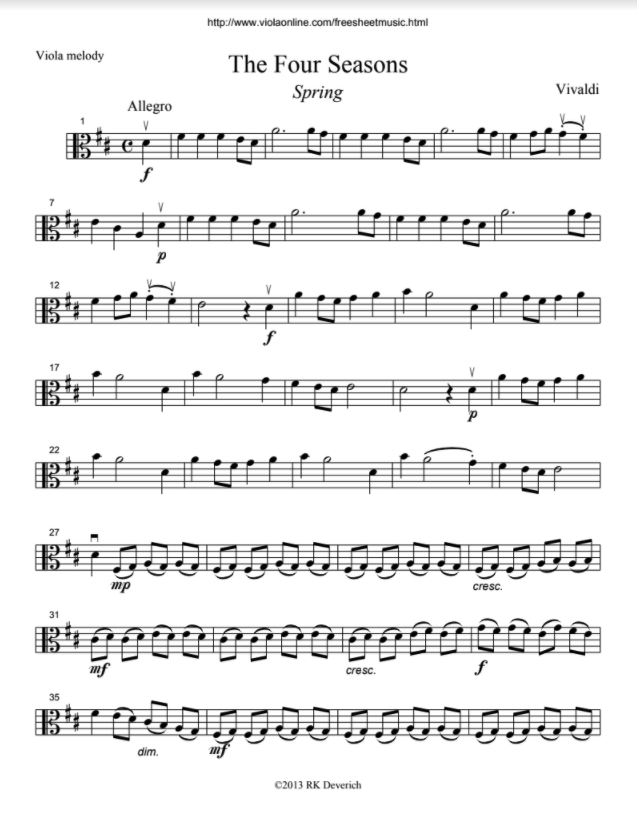 http://www.violaonline.com/freesheetmusic.html
Viola melody
The Four Seasons
Spring
Vivaldi
Allegro
1
f
7
p
12
f
17
p
22
27
mp
cresc.
31
mf
cresc.
f
35
dim.
mf
©2013 RK Deverich